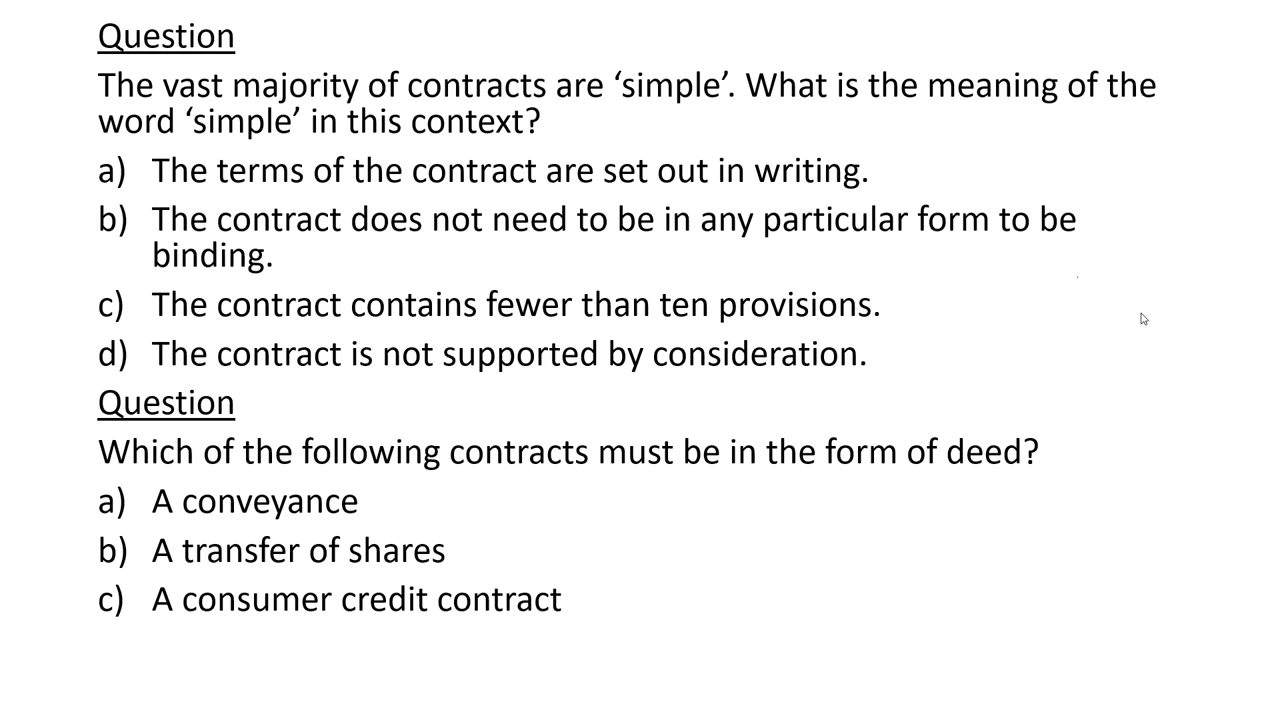 Question
The vast majority of contracts are ‘simple’. What is the meaning of the
word ‘simple’ in this context?
a) The terms of the contract are set out in writing.
b) The contract does not need to be in any particular form to be
binding.
c) The contract contains fewer than ten provisions.
d) The contract is not supported by consideration.
Question
Which of the following contracts must be in the form of deed?
a) A conveyance
b) A transfer of shares
c) A consumer credit contract